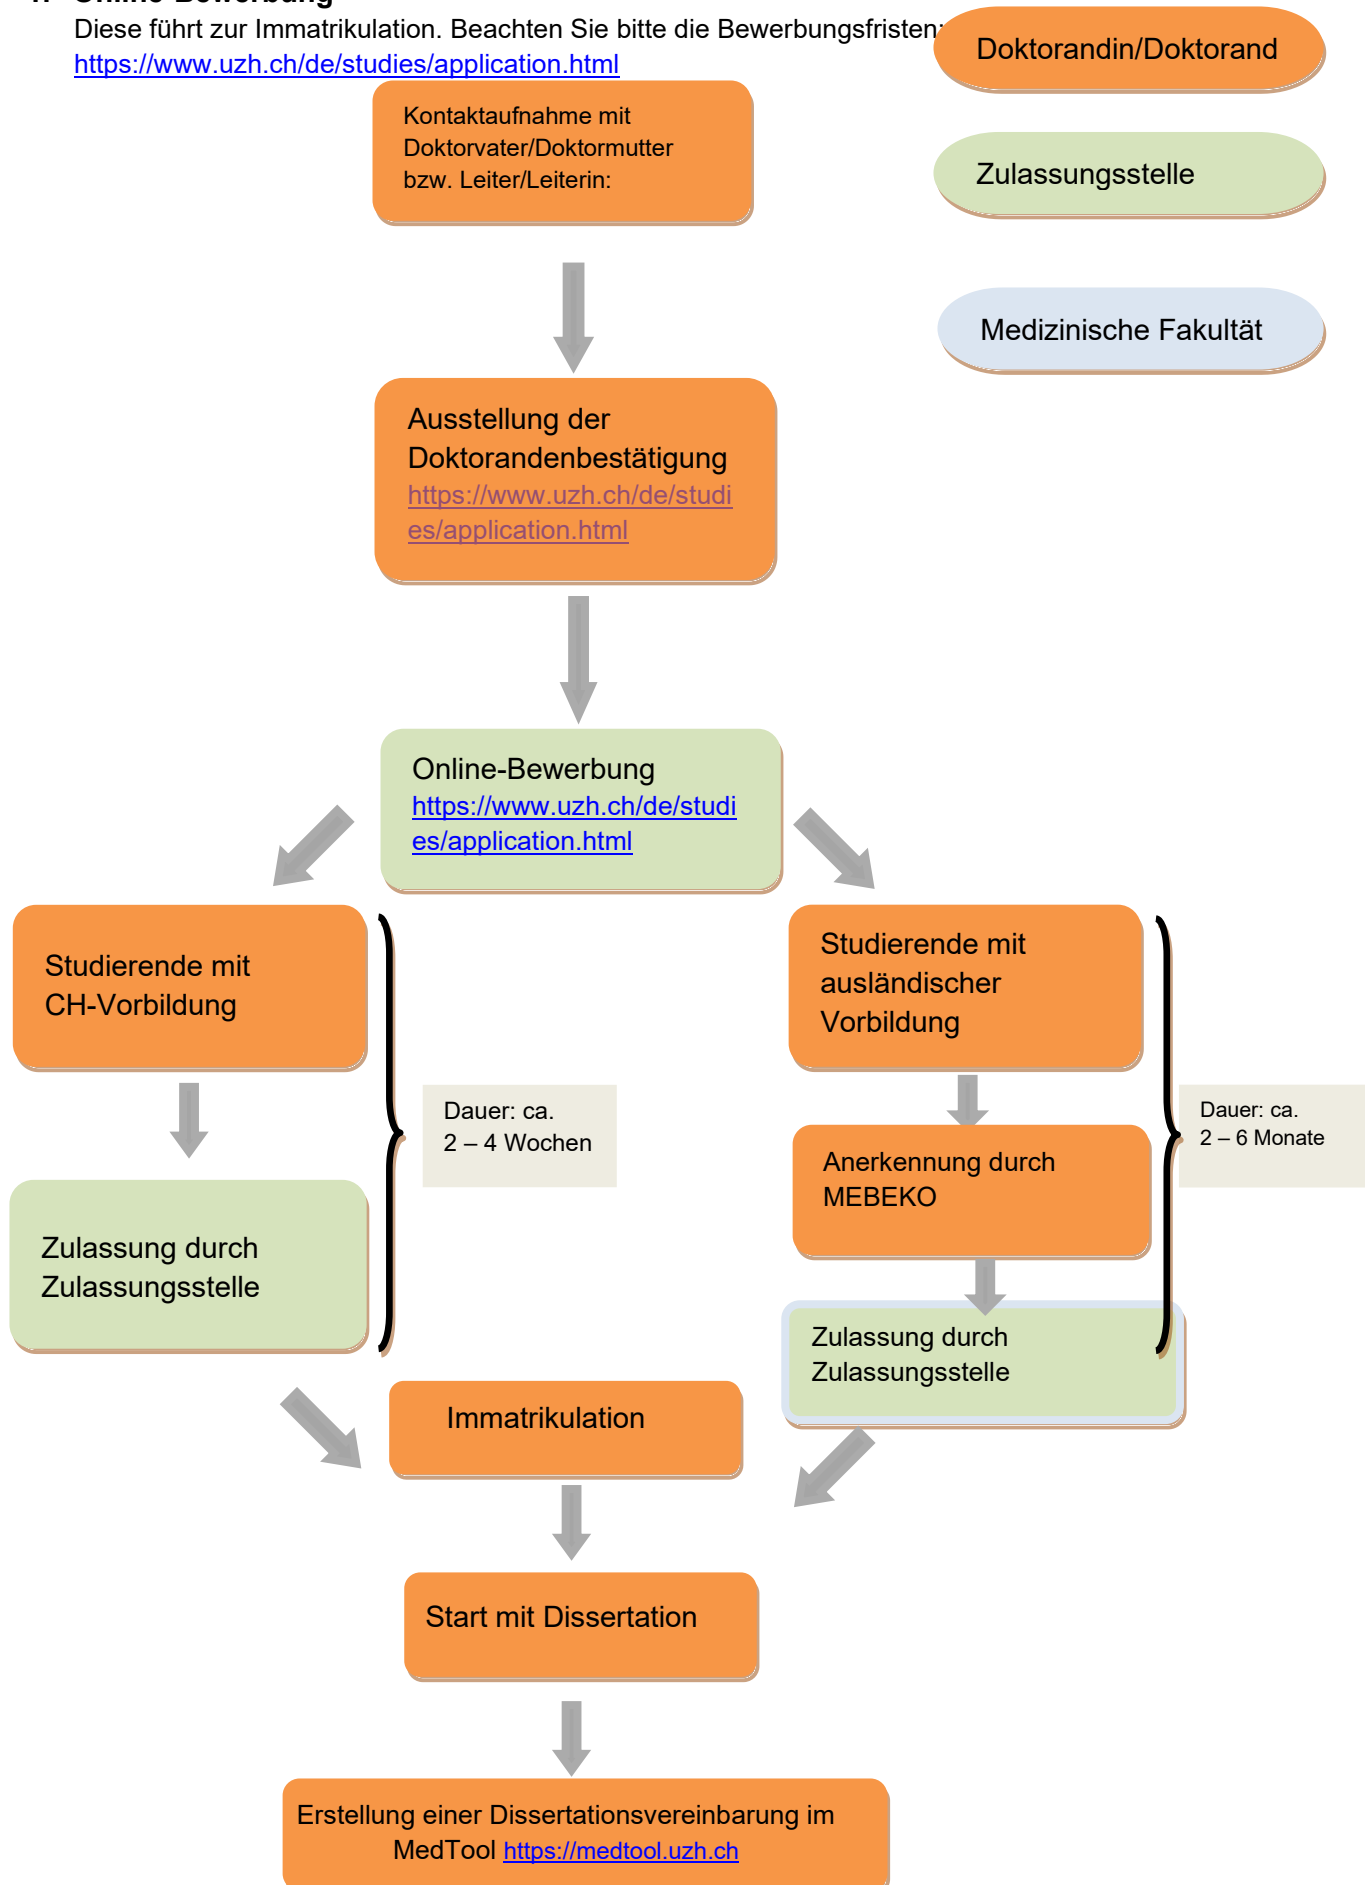 1. Online-Bewerbung
Diese führt zur Immatrikulation. Beachten Sie bitte die Bewerbungsfristen:
https://www.uzh.ch/de/studies/application.html
Doktorandin/Doktorand
Zulassungsstelle
Medizinische Fakultät
Kontaktaufnahme mit
Doktorvater/Doktormutter
bzw. Leiter/Leiterin:
Ausstellung der
Doktorandenbestätigung
https://www.uzh.ch/de/studi
es/application.html
Online-Bewerbung
https://www.uzh.ch/de/studi
es/application.html
Studierende mit
CH-Vorbildung
Dauer: ca.
2 – 4 Wochen
Zulassung durch
Zulassungsstelle
Studierende mit
ausländischer
Vorbildung
Dauer: ca.
2 – 6 Monate
Anerkennung durch
MEBEKO
Zulassung durch
Zulassungsstelle
Immatrikulation
Start mit Dissertation
Erstellung einer Dissertationsvereinbarung im
MedTool https://medtool.uzh.ch